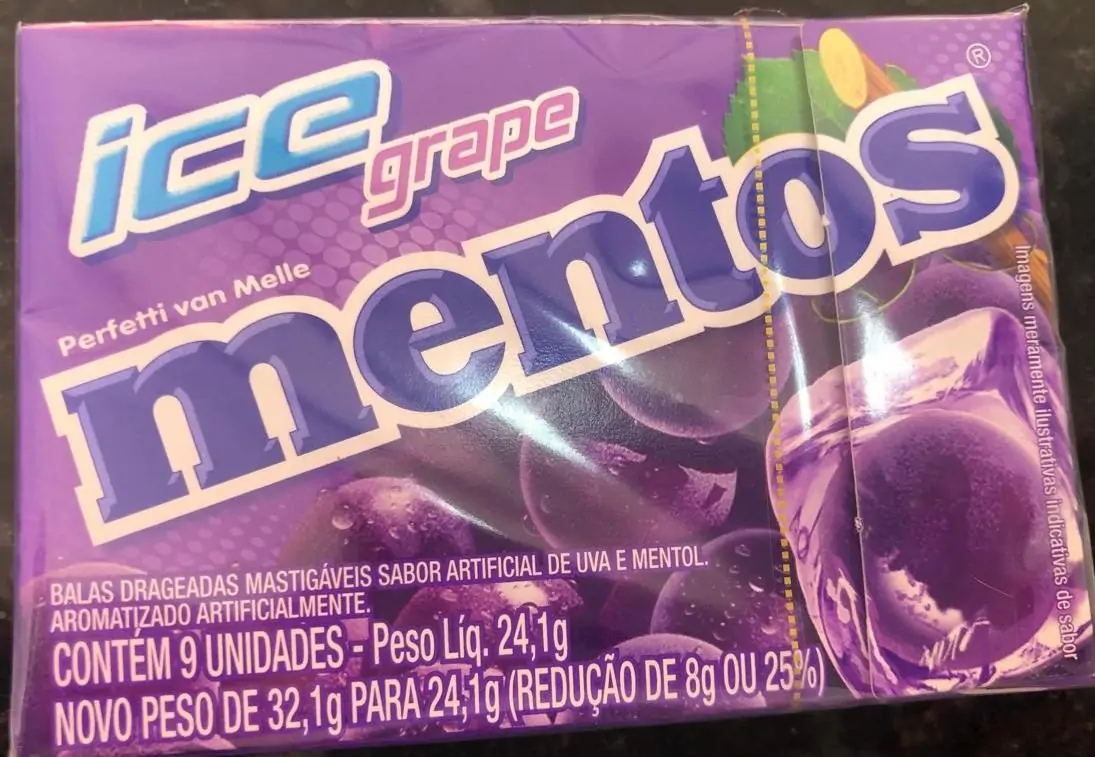 ice grape
Perfetti van Melle
mentos®
Imagens meramente ilustrativas indicativas de sabor
BALAS DRAGEADAS MASTIGÁVEIS SABOR ARTIFICIAL DE UVA E MENTOL.
AROMATIZADO ARTIFICIALMENTE.
CONTÉM 9 UNIDADES - Peso Líq. 24,1g
NOVO PESO DE 32,1g PARA 24,1g (REDUÇÃO DE 8g OU 25%)